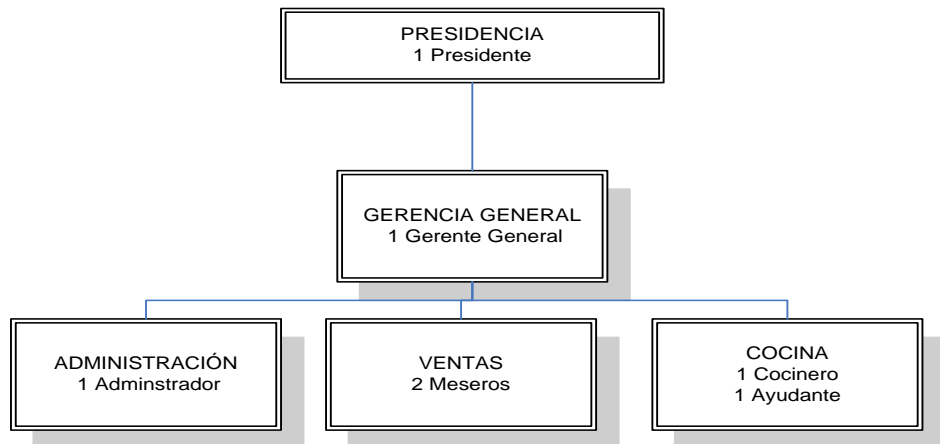 PRESIDENCIA
1 Presidente
GERENCIA GENERAL
1 Gerente General
ADMINISTRACIÓN
1 Adminstrador
VENTAS
2 Meseros
COCINA
1 Cocinero
1 Ayudante